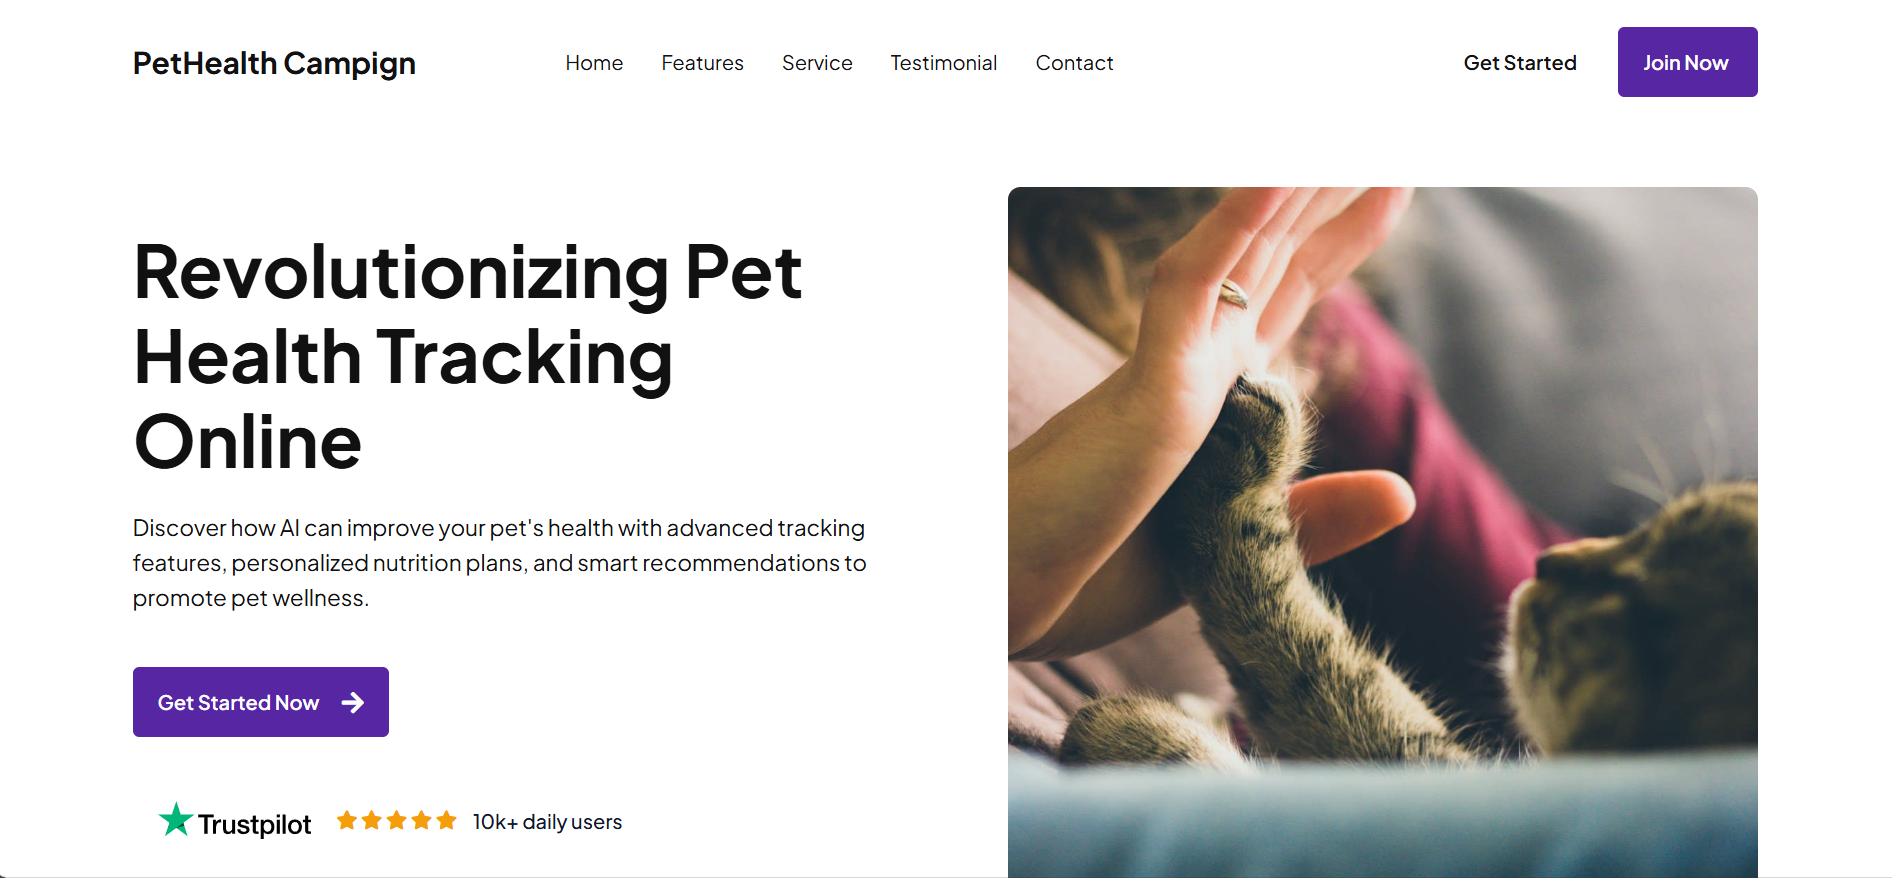 PetHealth Campign
Home Features Service Testimonial Contact
Get Started
Join Now
Revolutionizing Pet
Health Tracking
Online
Discover how AI can improve your pet's health with advanced tracking
features, personalized nutrition plans, and smart recommendations to
promote pet wellness.
Get Started Now
Trustpilot
10k+ daily users